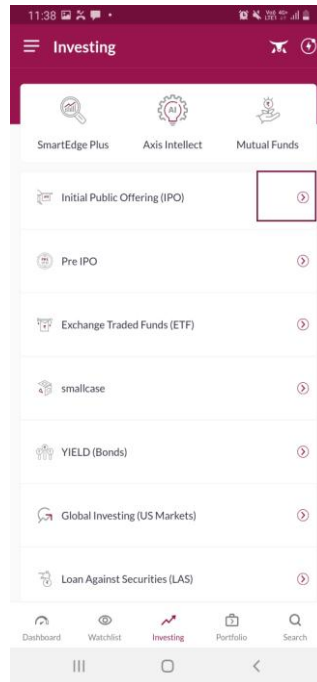 11:38
Investing
SmartEdge Plus
Axis Intellect
Mutual Funds
Initial Public Offering (IPO)
Pre IPO
Exchange Traded Funds (ETF)
smallcase
YIELD (Bonds)
Global Investing (US Markets)
Loan Against Securities (LAS)
Dashboard
Watchlist
Investing
Portfolio
Search